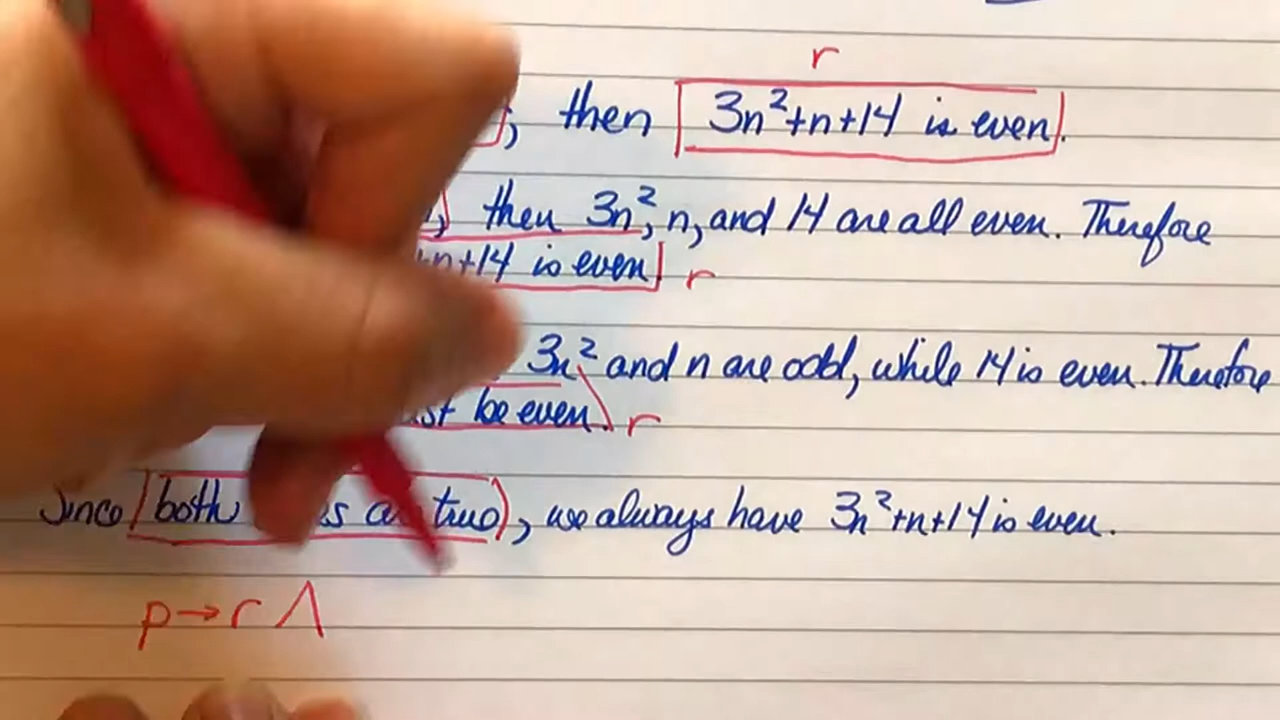 r
, then 3n²+n+14 is even.
, then 3n², n, and 14 are all even. Therefore
+n+14 is even r
3n² and n are odd, while 14 is even. Therefore
be even. r
Since both true, we always have 3n²+n+14 is even.
p→r ∧